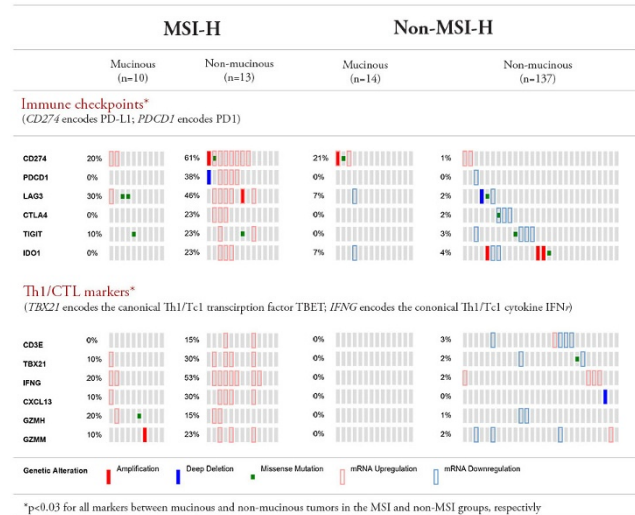 MSI-H Non-MSI-H
Mucinous (n=10) Non-mucinous (n=13) Mucinous (n=14) Non-mucinous (n=137)
Immune checkpoints*
(CD274 encodes PD-L1; PDCD1 encodes PD1)
CD274 20% 61% 21% 1%
PDCD1 0% 38% 0% 0%
LAG3 30% 46% 7% 2%
CTLA4 0% 23% 0% 2%
TIGIT 10% 23% 0% 3%
IDO1 0% 23% 7% 4%
Th1/CTL markers*
(TBX21 encodes the canonical Th1/Tc1 transcirption factor TBET; IFNG encodes the cononical Th1/Tc1 cytokine IFNr)
CD3E 0% 15% 0% 3%
TBX21 10% 30% 0% 2%
IFNG 20% 53% 0% 2%
CXCL13 10% 30% 0% 0%
GZMH 20% 15% 0% 1%
GZMM 10% 23% 0% 2%
Genetic Alteration Amplification Deep Deletion Missense Mutation mRNA Upregulation mRNA Downregulation
*p<0.03 for all markers between mucinous and non-mucinous tumors in the MSI and non-MSI groups, respectivly